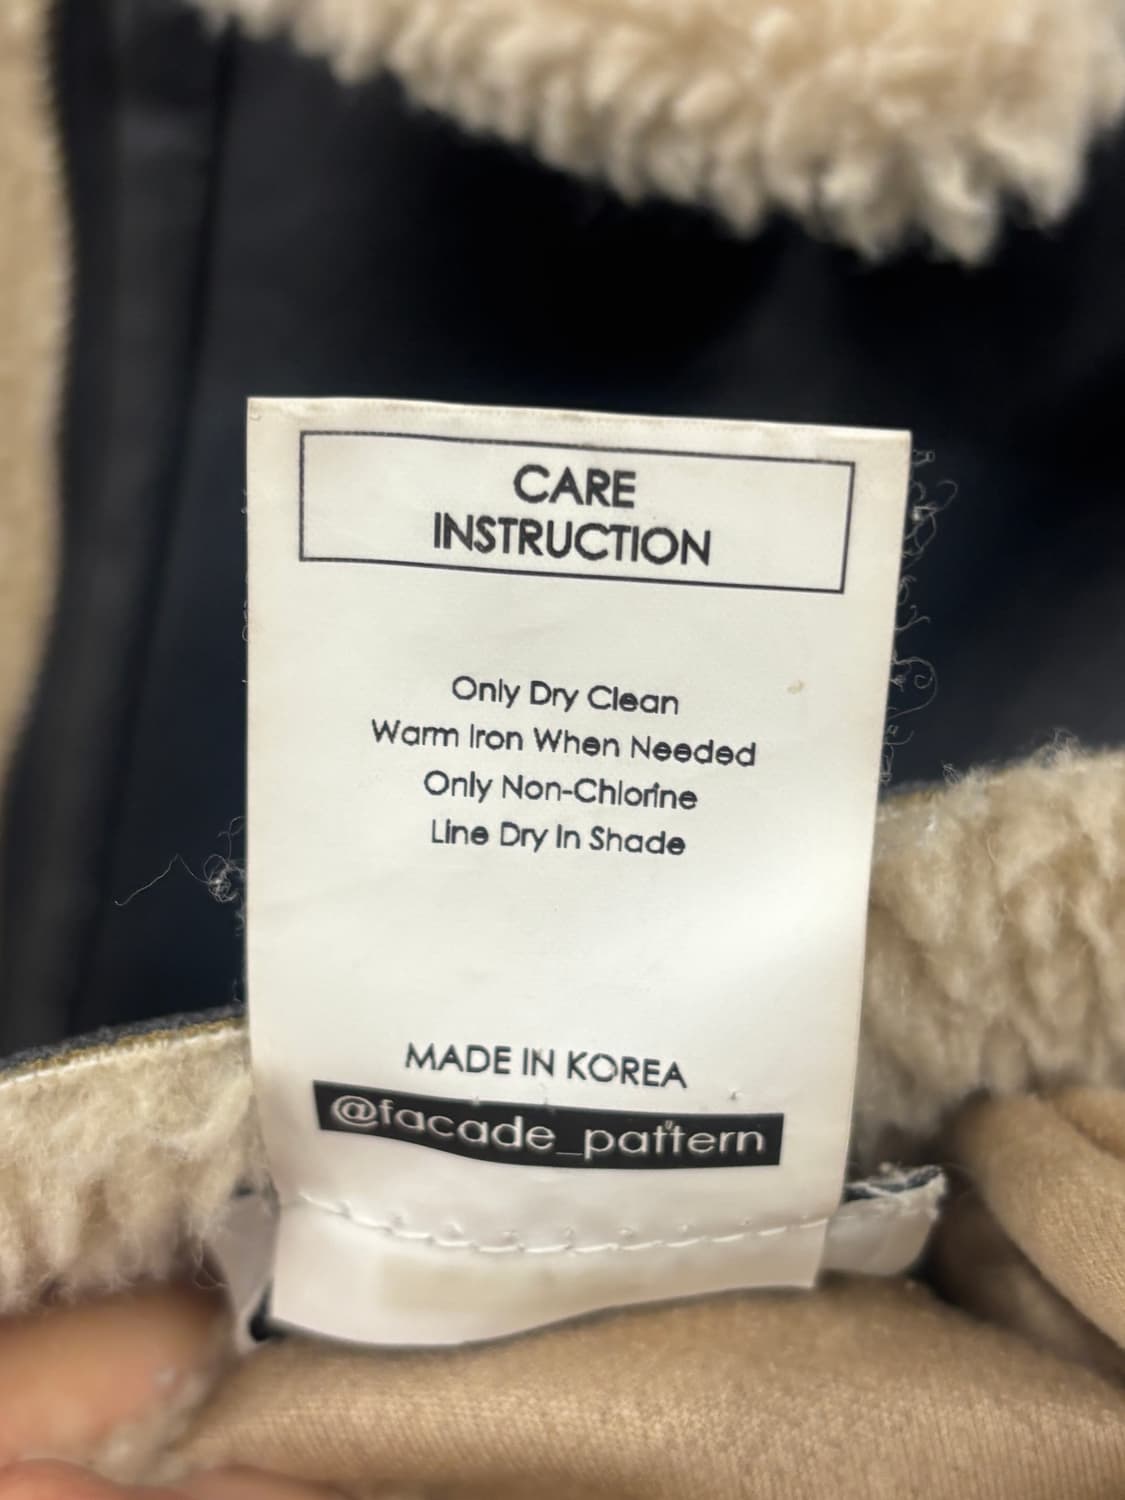 CARE
INSTRUCTION
Only Dry Clean
Warm Iron When Needed
Only Non-Chlorine
Line Dry In Shade
MADE IN KOREA
@facade_pattern